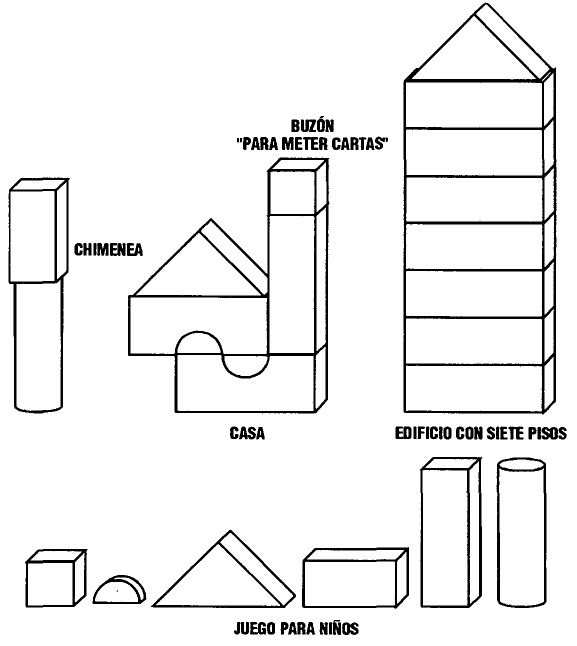 BUZÓN
"PARA METER CARTAS"
CHIMENEA
CASA
EDIFICIO CON SIETE PISOS
JUEGO PARA NIÑOS